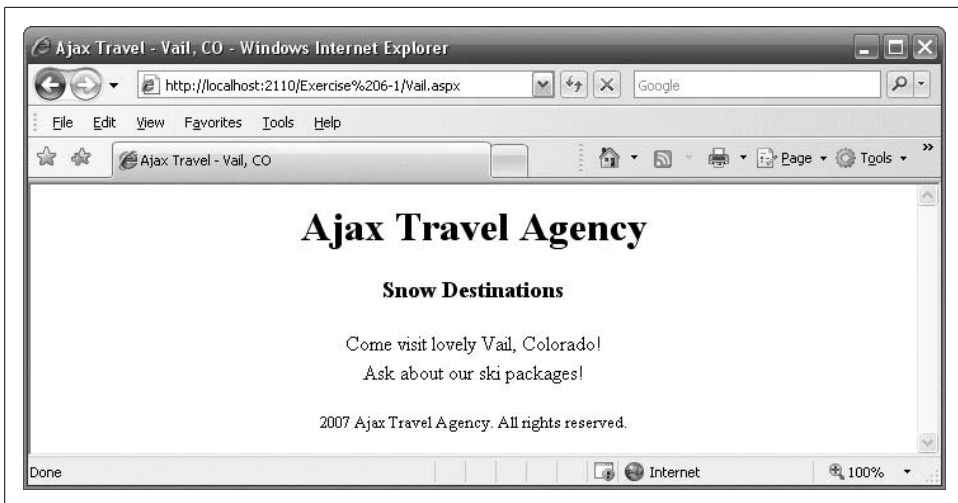 Ajax Travel - Vail, CO - Windows Internet Explorer
http://localhost:2110/Exercise%206-1/Vail.aspx
Google
File Edit View Favorites Tools Help
Ajax Travel - Vail, CO
Page Tools »
Ajax Travel Agency
Snow Destinations
Come visit lovely Vail, Colorado!
Ask about our ski packages!
2007 Ajax Travel Agency. All rights reserved.
Done Internet 100%